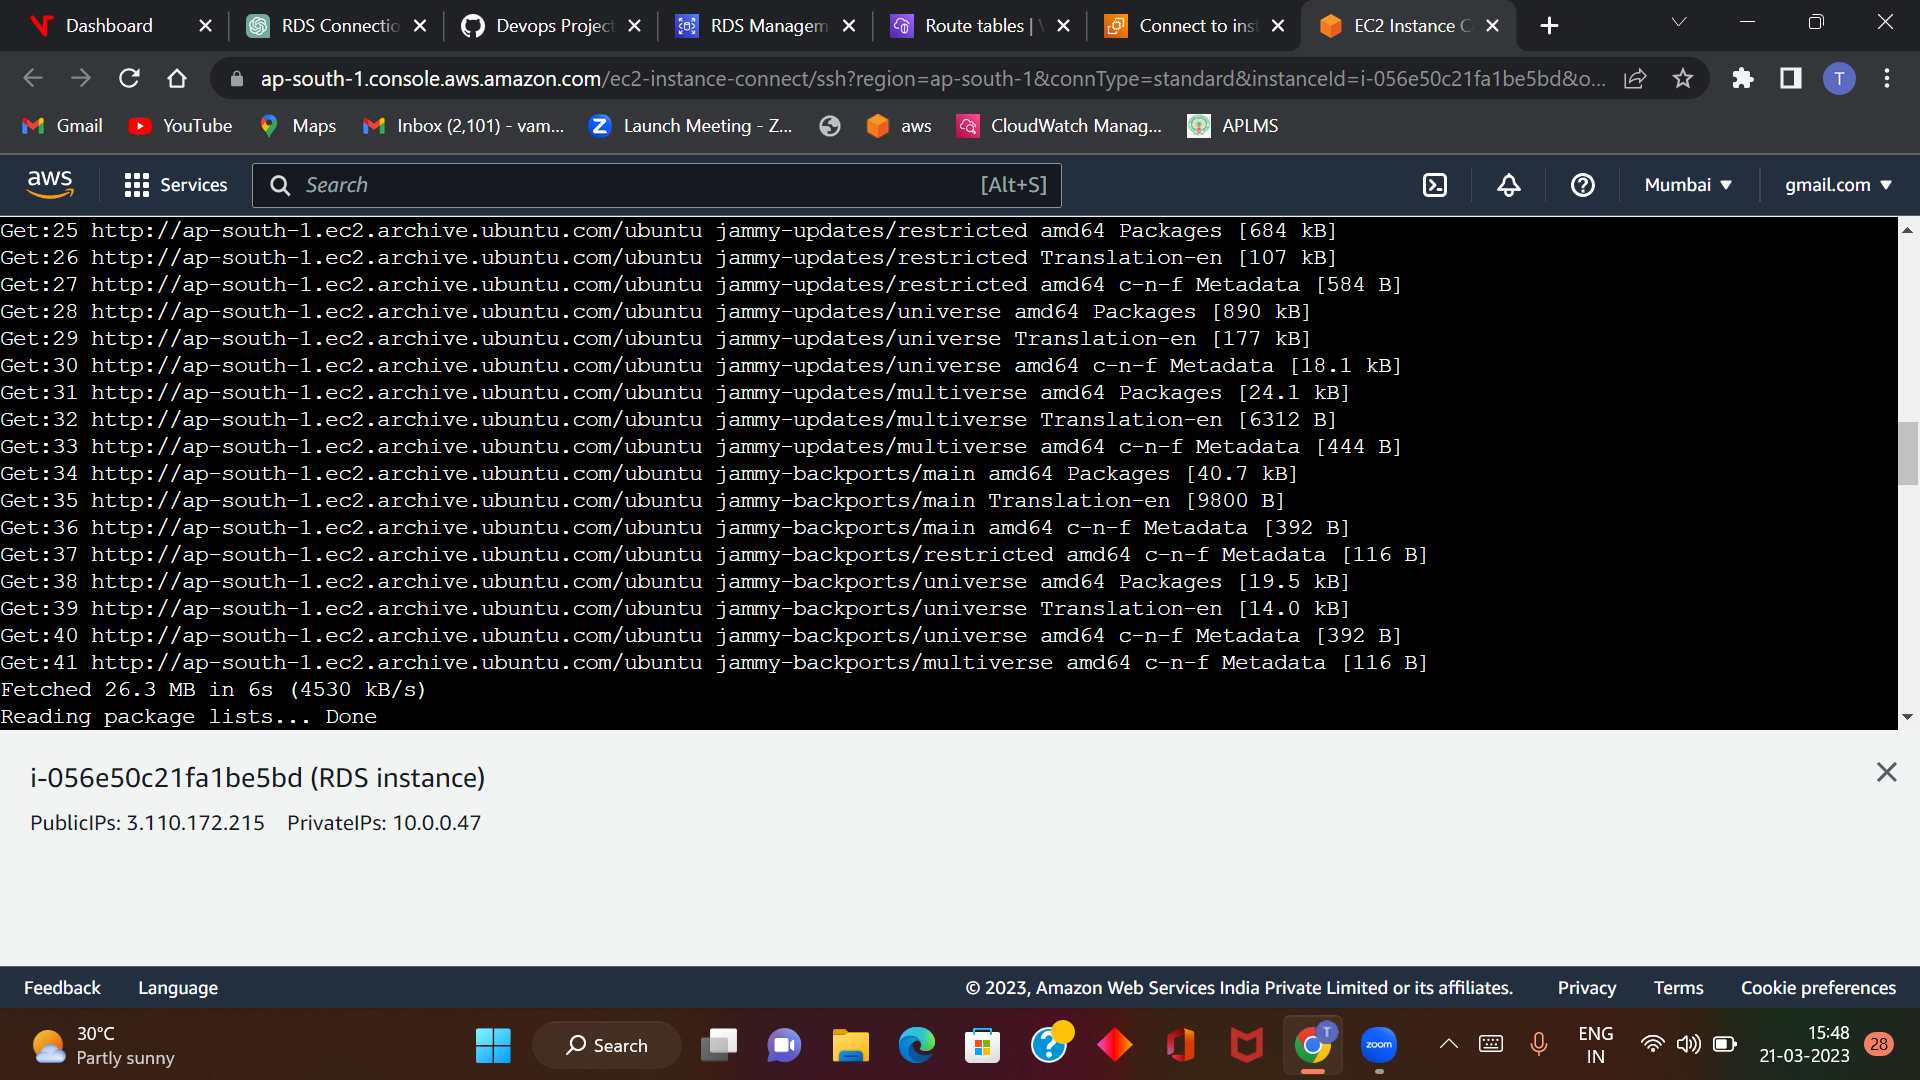 Dashboard
RDS Connectio
Devops Project
RDS Managem
Route tables | V
Connect to inst
EC2 Instance C
ap-south-1.console.aws.amazon.com/ec2-instance-connect/ssh?region=ap-south-1&connType=standard&instanceId=i-056e50c21fa1be5bd&o...
T
Gmail
YouTube
Maps
Inbox (2,101) - vam...
Launch Meeting - Z...
aws
CloudWatch Manag...
APLMS
aws
Services
Search
[Alt+S]
Mumbai
gmail.com
Get:25 http://ap-south-1.ec2.archive.ubuntu.com/ubuntu jammy-updates/restricted amd64 Packages [684 kB]
Get:26 http://ap-south-1.ec2.archive.ubuntu.com/ubuntu jammy-updates/restricted Translation-en [107 kB]
Get:27 http://ap-south-1.ec2.archive.ubuntu.com/ubuntu jammy-updates/restricted amd64 c-n-f Metadata [584 B]
Get:28 http://ap-south-1.ec2.archive.ubuntu.com/ubuntu jammy-updates/universe amd64 Packages [890 kB]
Get:29 http://ap-south-1.ec2.archive.ubuntu.com/ubuntu jammy-updates/universe Translation-en [177 kB]
Get:30 http://ap-south-1.ec2.archive.ubuntu.com/ubuntu jammy-updates/universe amd64 c-n-f Metadata [18.1 kB]
Get:31 http://ap-south-1.ec2.archive.ubuntu.com/ubuntu jammy-updates/multiverse amd64 Packages [24.1 kB]
Get:32 http://ap-south-1.ec2.archive.ubuntu.com/ubuntu jammy-updates/multiverse Translation-en [6312 B]
Get:33 http://ap-south-1.ec2.archive.ubuntu.com/ubuntu jammy-updates/multiverse amd64 c-n-f Metadata [444 B]
Get:34 http://ap-south-1.ec2.archive.ubuntu.com/ubuntu jammy-backports/main amd64 Packages [40.7 kB]
Get:35 http://ap-south-1.ec2.archive.ubuntu.com/ubuntu jammy-backports/main Translation-en [9800 B]
Get:36 http://ap-south-1.ec2.archive.ubuntu.com/ubuntu jammy-backports/main amd64 c-n-f Metadata [392 B]
Get:37 http://ap-south-1.ec2.archive.ubuntu.com/ubuntu jammy-backports/restricted amd64 c-n-f Metadata [116 B]
Get:38 http://ap-south-1.ec2.archive.ubuntu.com/ubuntu jammy-backports/universe amd64 Packages [19.5 kB]
Get:39 http://ap-south-1.ec2.archive.ubuntu.com/ubuntu jammy-backports/universe Translation-en [14.0 kB]
Get:40 http://ap-south-1.ec2.archive.ubuntu.com/ubuntu jammy-backports/universe amd64 c-n-f Metadata [392 B]
Get:41 http://ap-south-1.ec2.archive.ubuntu.com/ubuntu jammy-backports/multiverse amd64 c-n-f Metadata [116 B]
Fetched 26.3 MB in 6s (4530 kB/s)
Reading package lists... Done
i-056e50c21fa1be5bd (RDS instance)
PublicIPs: 3.110.172.215 PrivateIPs: 10.0.0.47
Feedback
Language
© 2023, Amazon Web Services India Private Limited or its affiliates.
Privacy
Terms
Cookie preferences
30°C
Partly sunny
Search
T
zoom
ENG
IN
15:48
21-03-2023
28